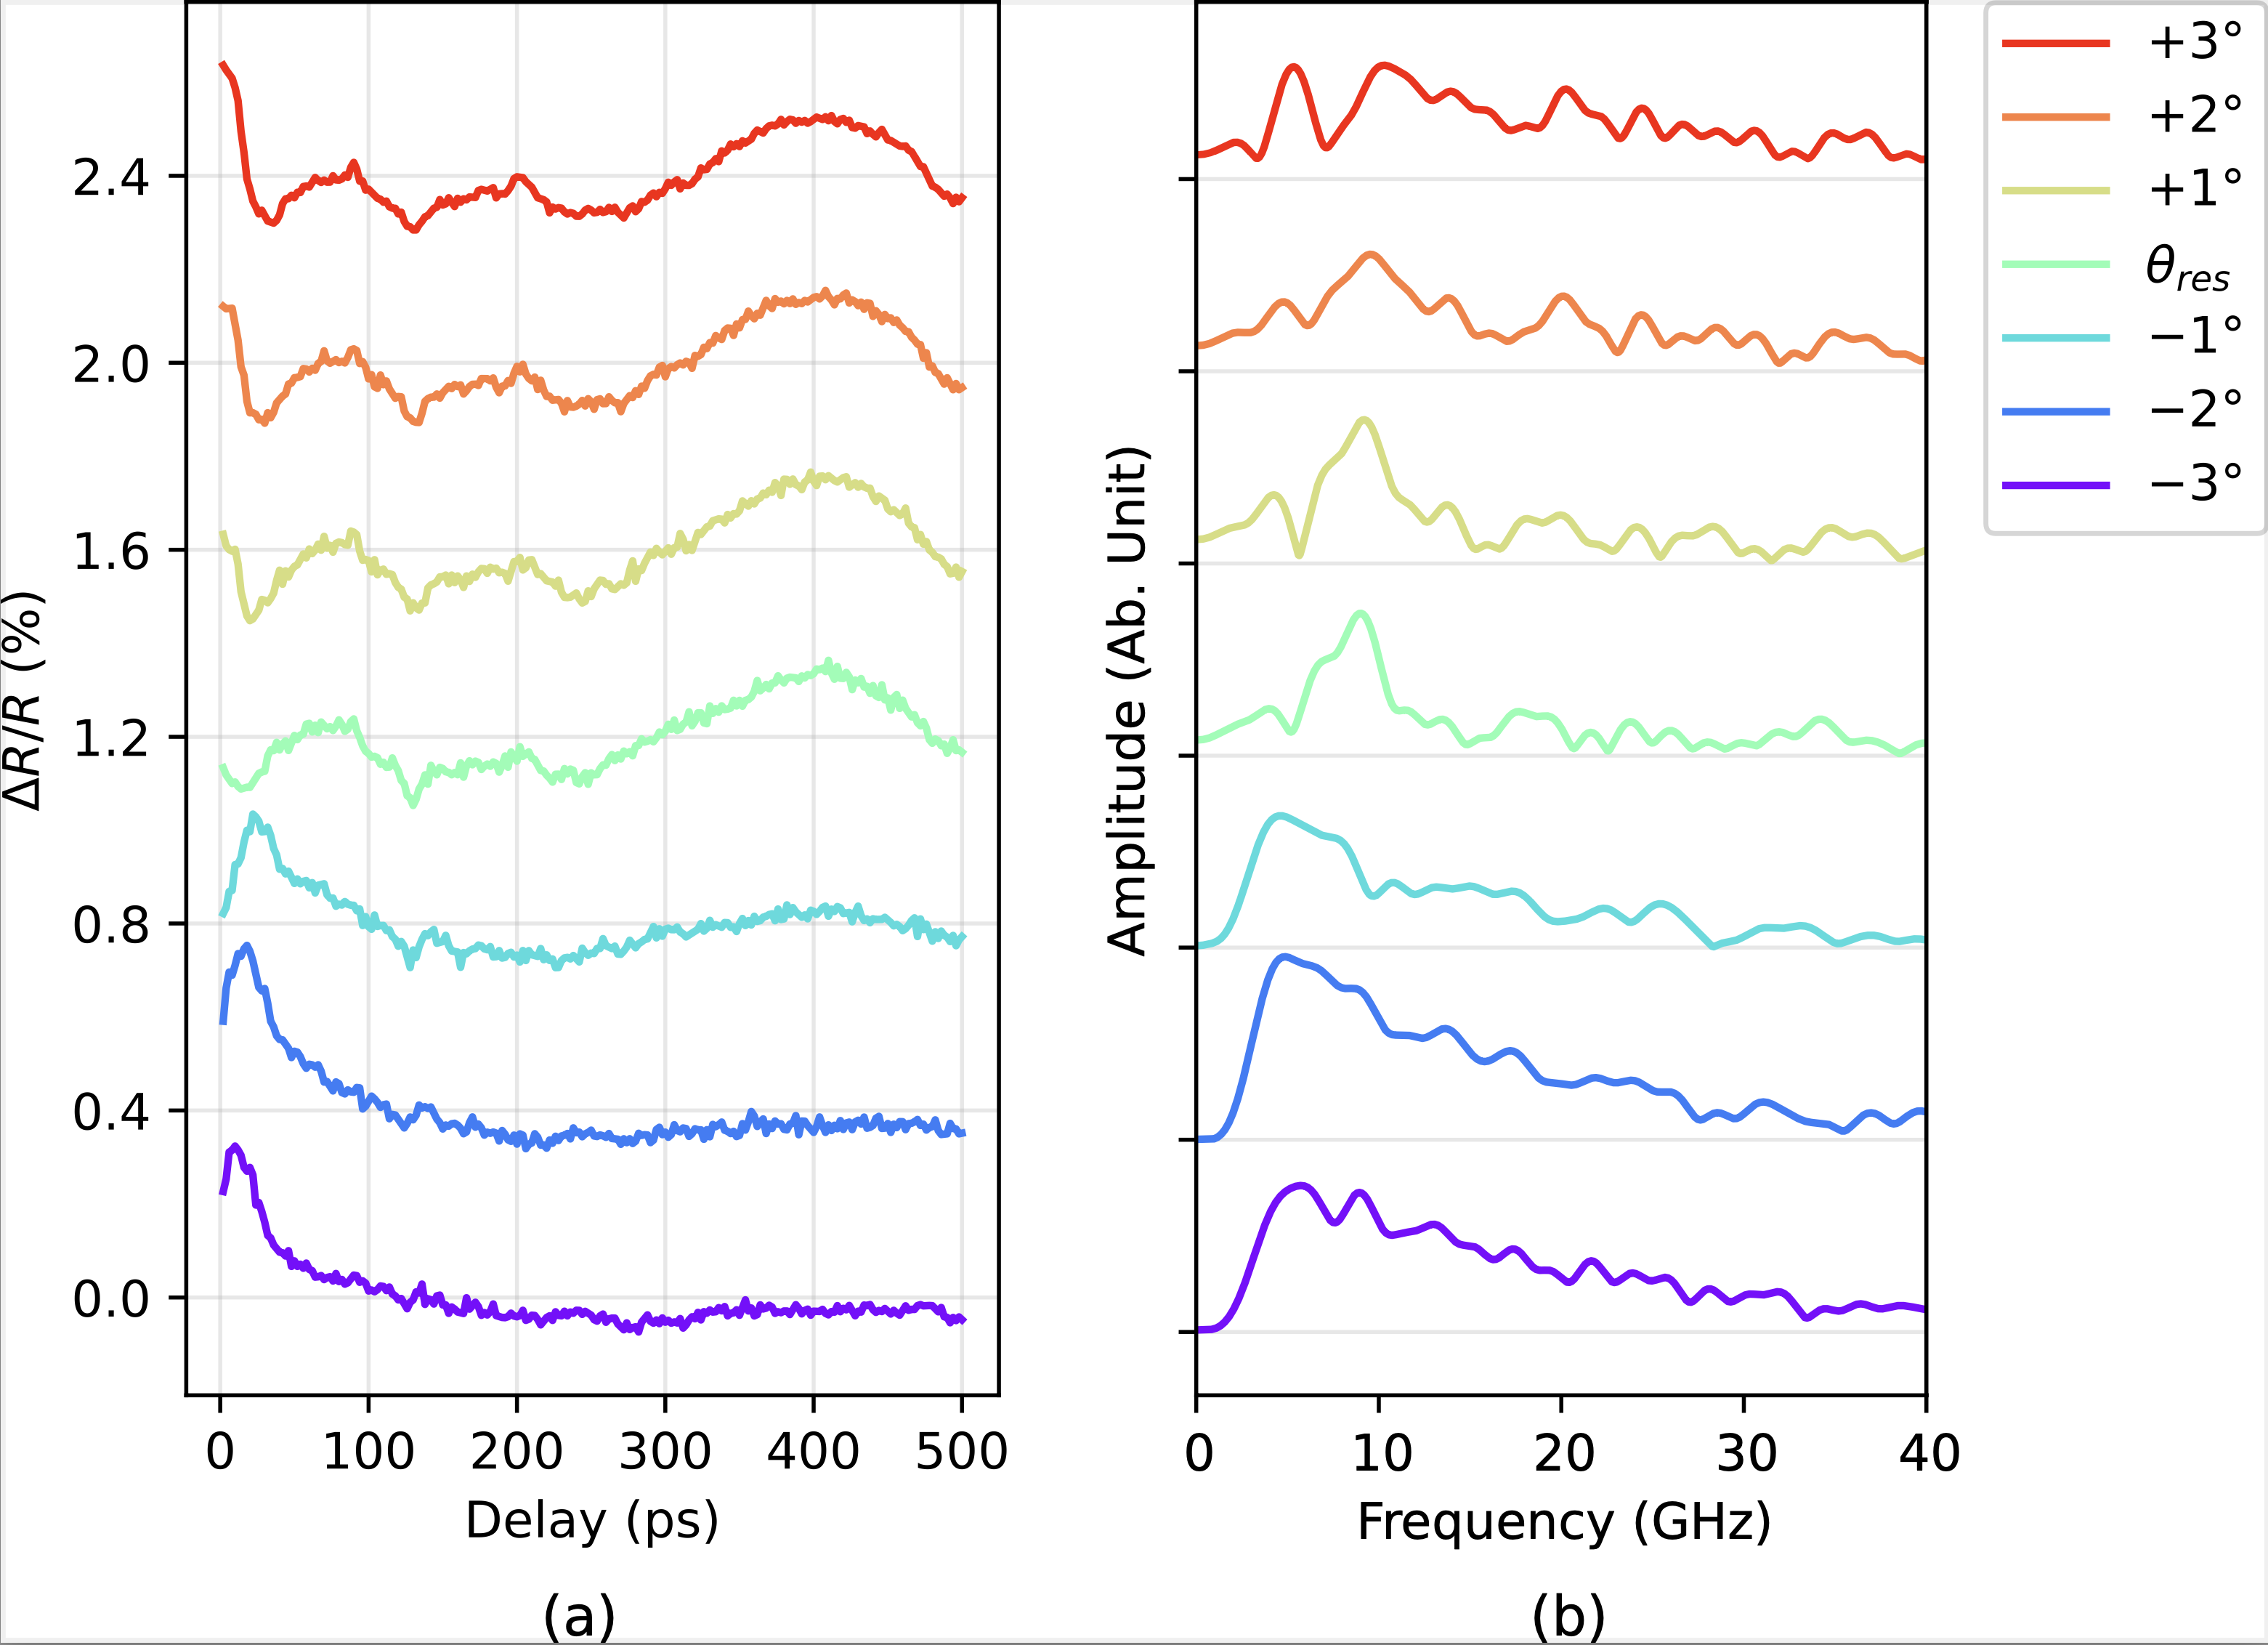 ΔR/R (%)
2.4
2.0
1.6
1.2
0.8
0.4
0.0
0 100 200 300 400 500
Delay (ps)
(a)
Amplitude (Ab. Unit)
0 10 20 30 40
Frequency (GHz)
(b)
+3°
+2°
+1°
θres
−1°
−2°
−3°